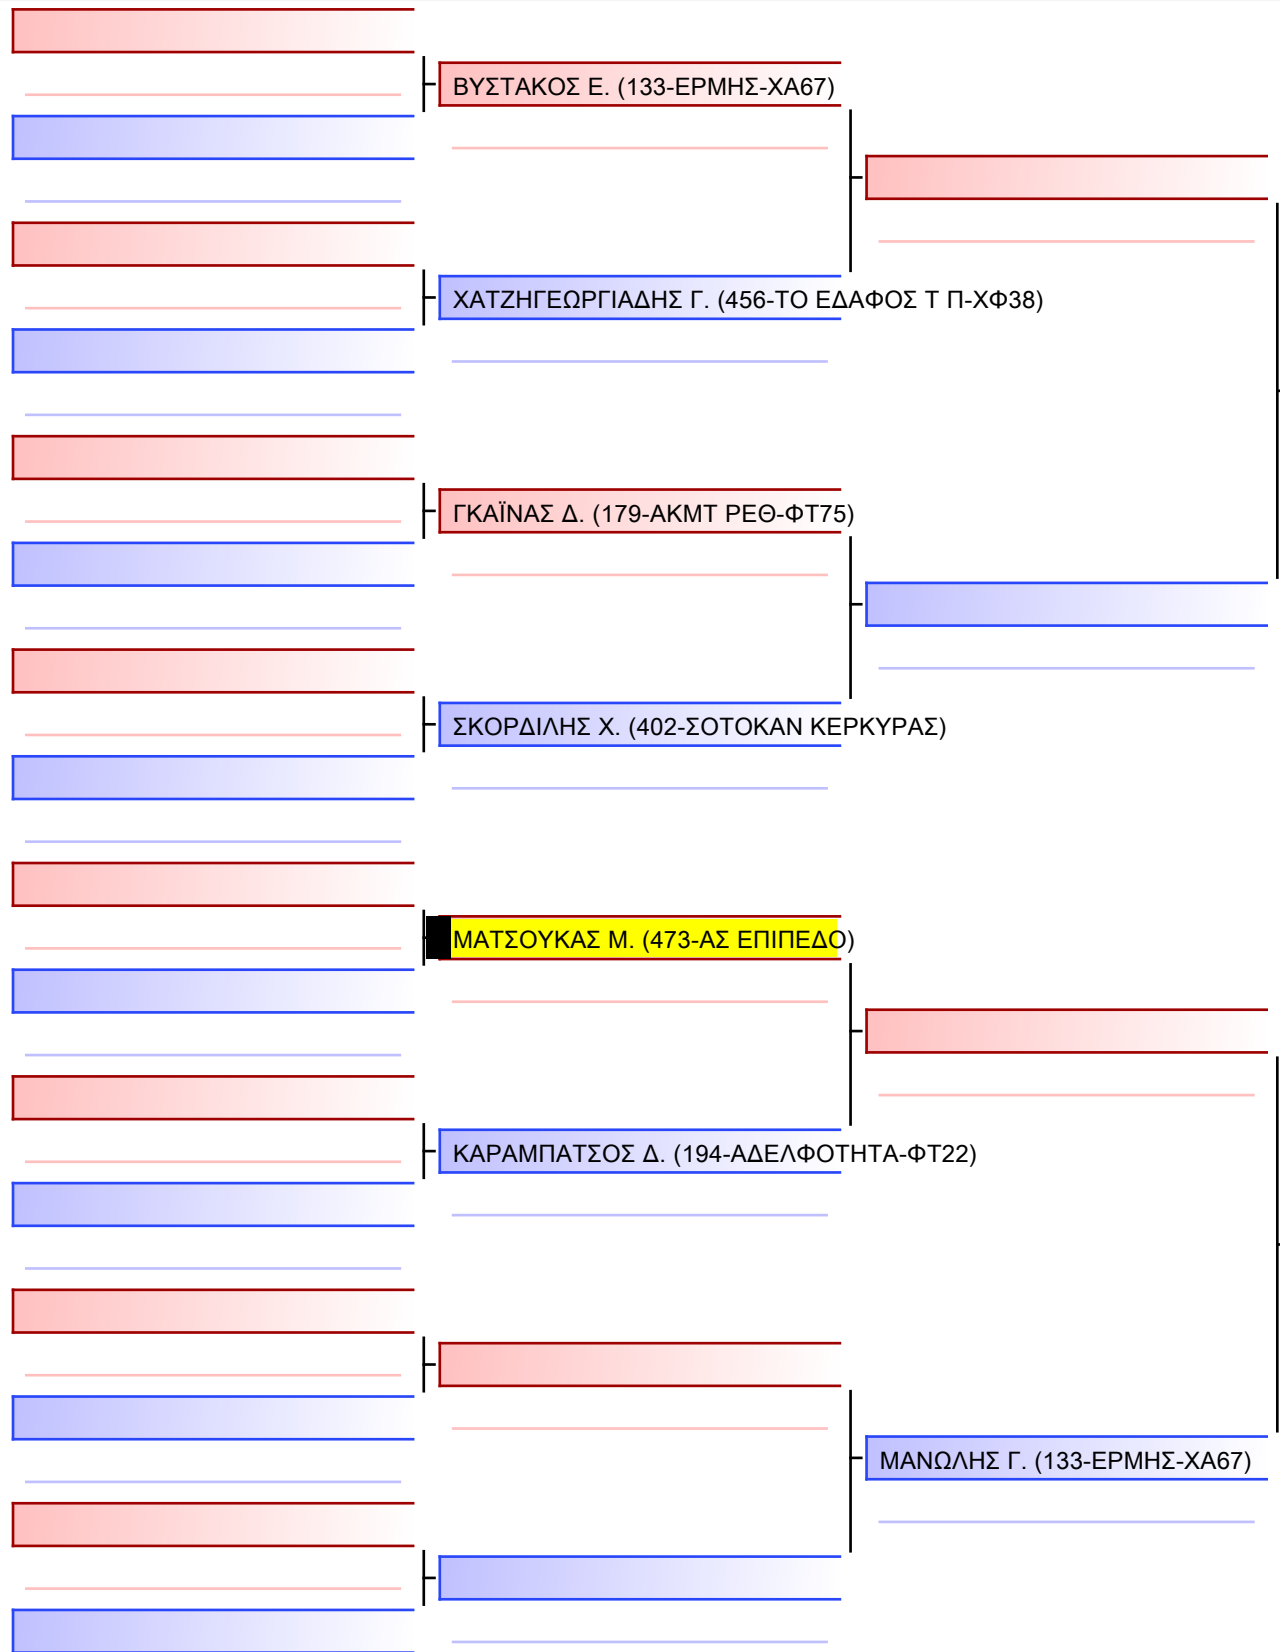 ΒΥΣΤΑΚΟΣ Ε. (133-ΕΡΜΗΣ-ΧΑ67)
ΧΑΤΖΗΓΕΩΡΓΙΑΔΗΣ Γ. (456-ΤΟ ΕΔΑΦΟΣ Τ Π-ΧΦ38)
ΓΚΑΪΝΑΣ Δ. (179-ΑΚΜΤ ΡΕΘ-ΦΤ75)
ΣΚΟΡΔΙΛΗΣ Χ. (402-ΣΟΤΟΚΑΝ ΚΕΡΚΥΡΑΣ)
ΜΑΤΣΟΥΚΑΣ Μ. (473-ΑΣ ΕΠΙΠΕΔΟ)
ΚΑΡΑΜΠΑΤΣΟΣ Δ. (194-ΑΔΕΛΦΟΤΗΤΑ-ΦΤ22)
ΜΑΝΩΛΗΣ Γ. (133-ΕΡΜΗΣ-ΧΑ67)